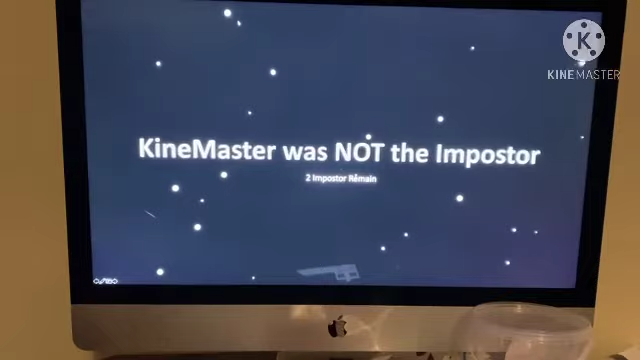 K
KINEMASTER
KineMaster was NOT the Impostor
2 Impostor Remain